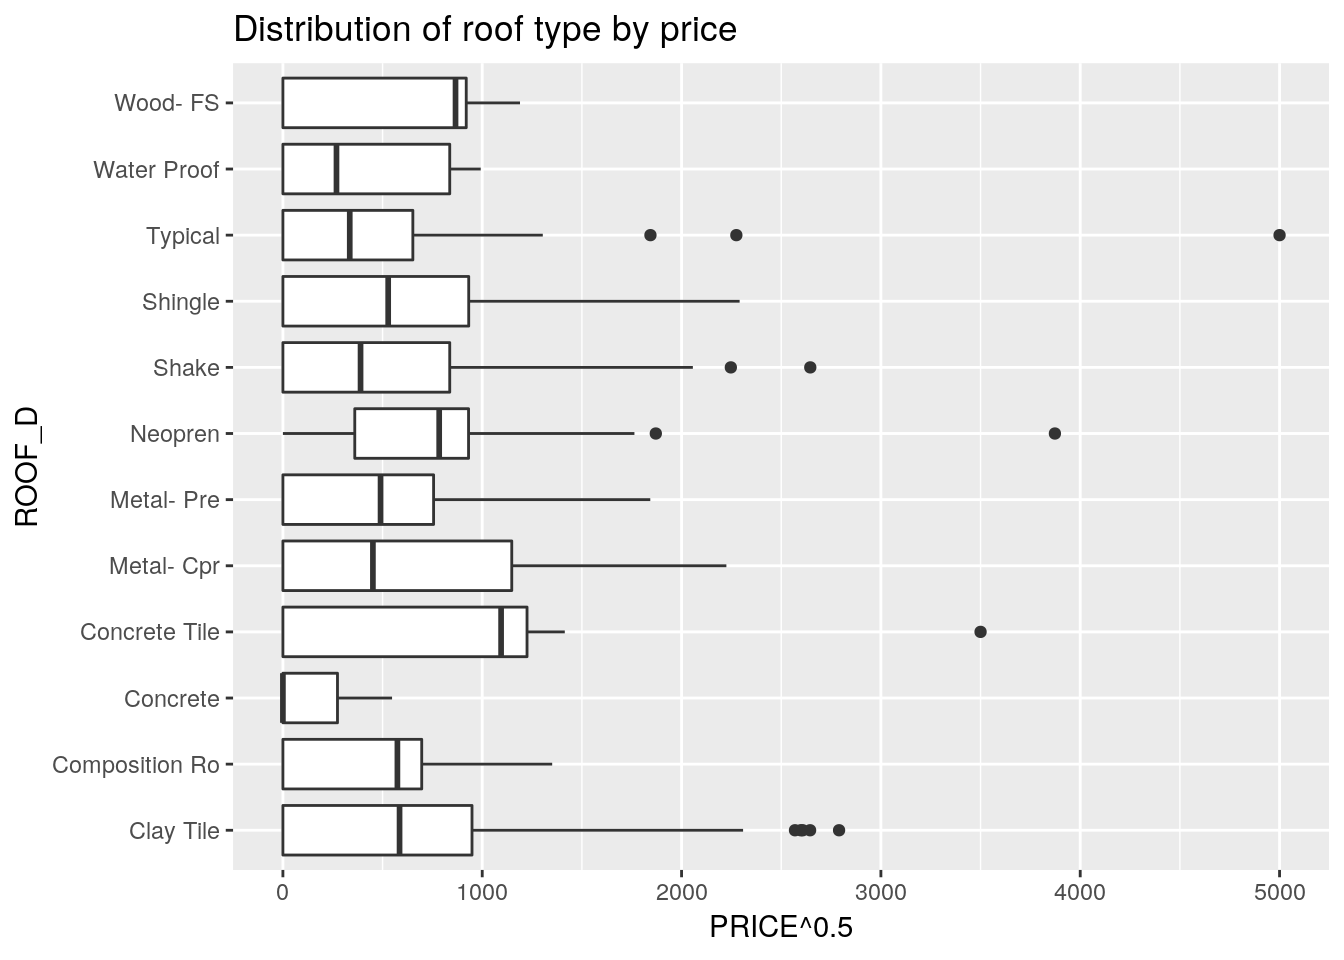 Distribution of roof type by price
ROOF_D
Wood- FS
Water Proof
Typical
Shingle
Shake
Neopren
Metal- Pre
Metal- Cpr
Concrete Tile
Concrete
Composition Ro
Clay Tile
0 1000 2000 3000 4000 5000
PRICE^0.5